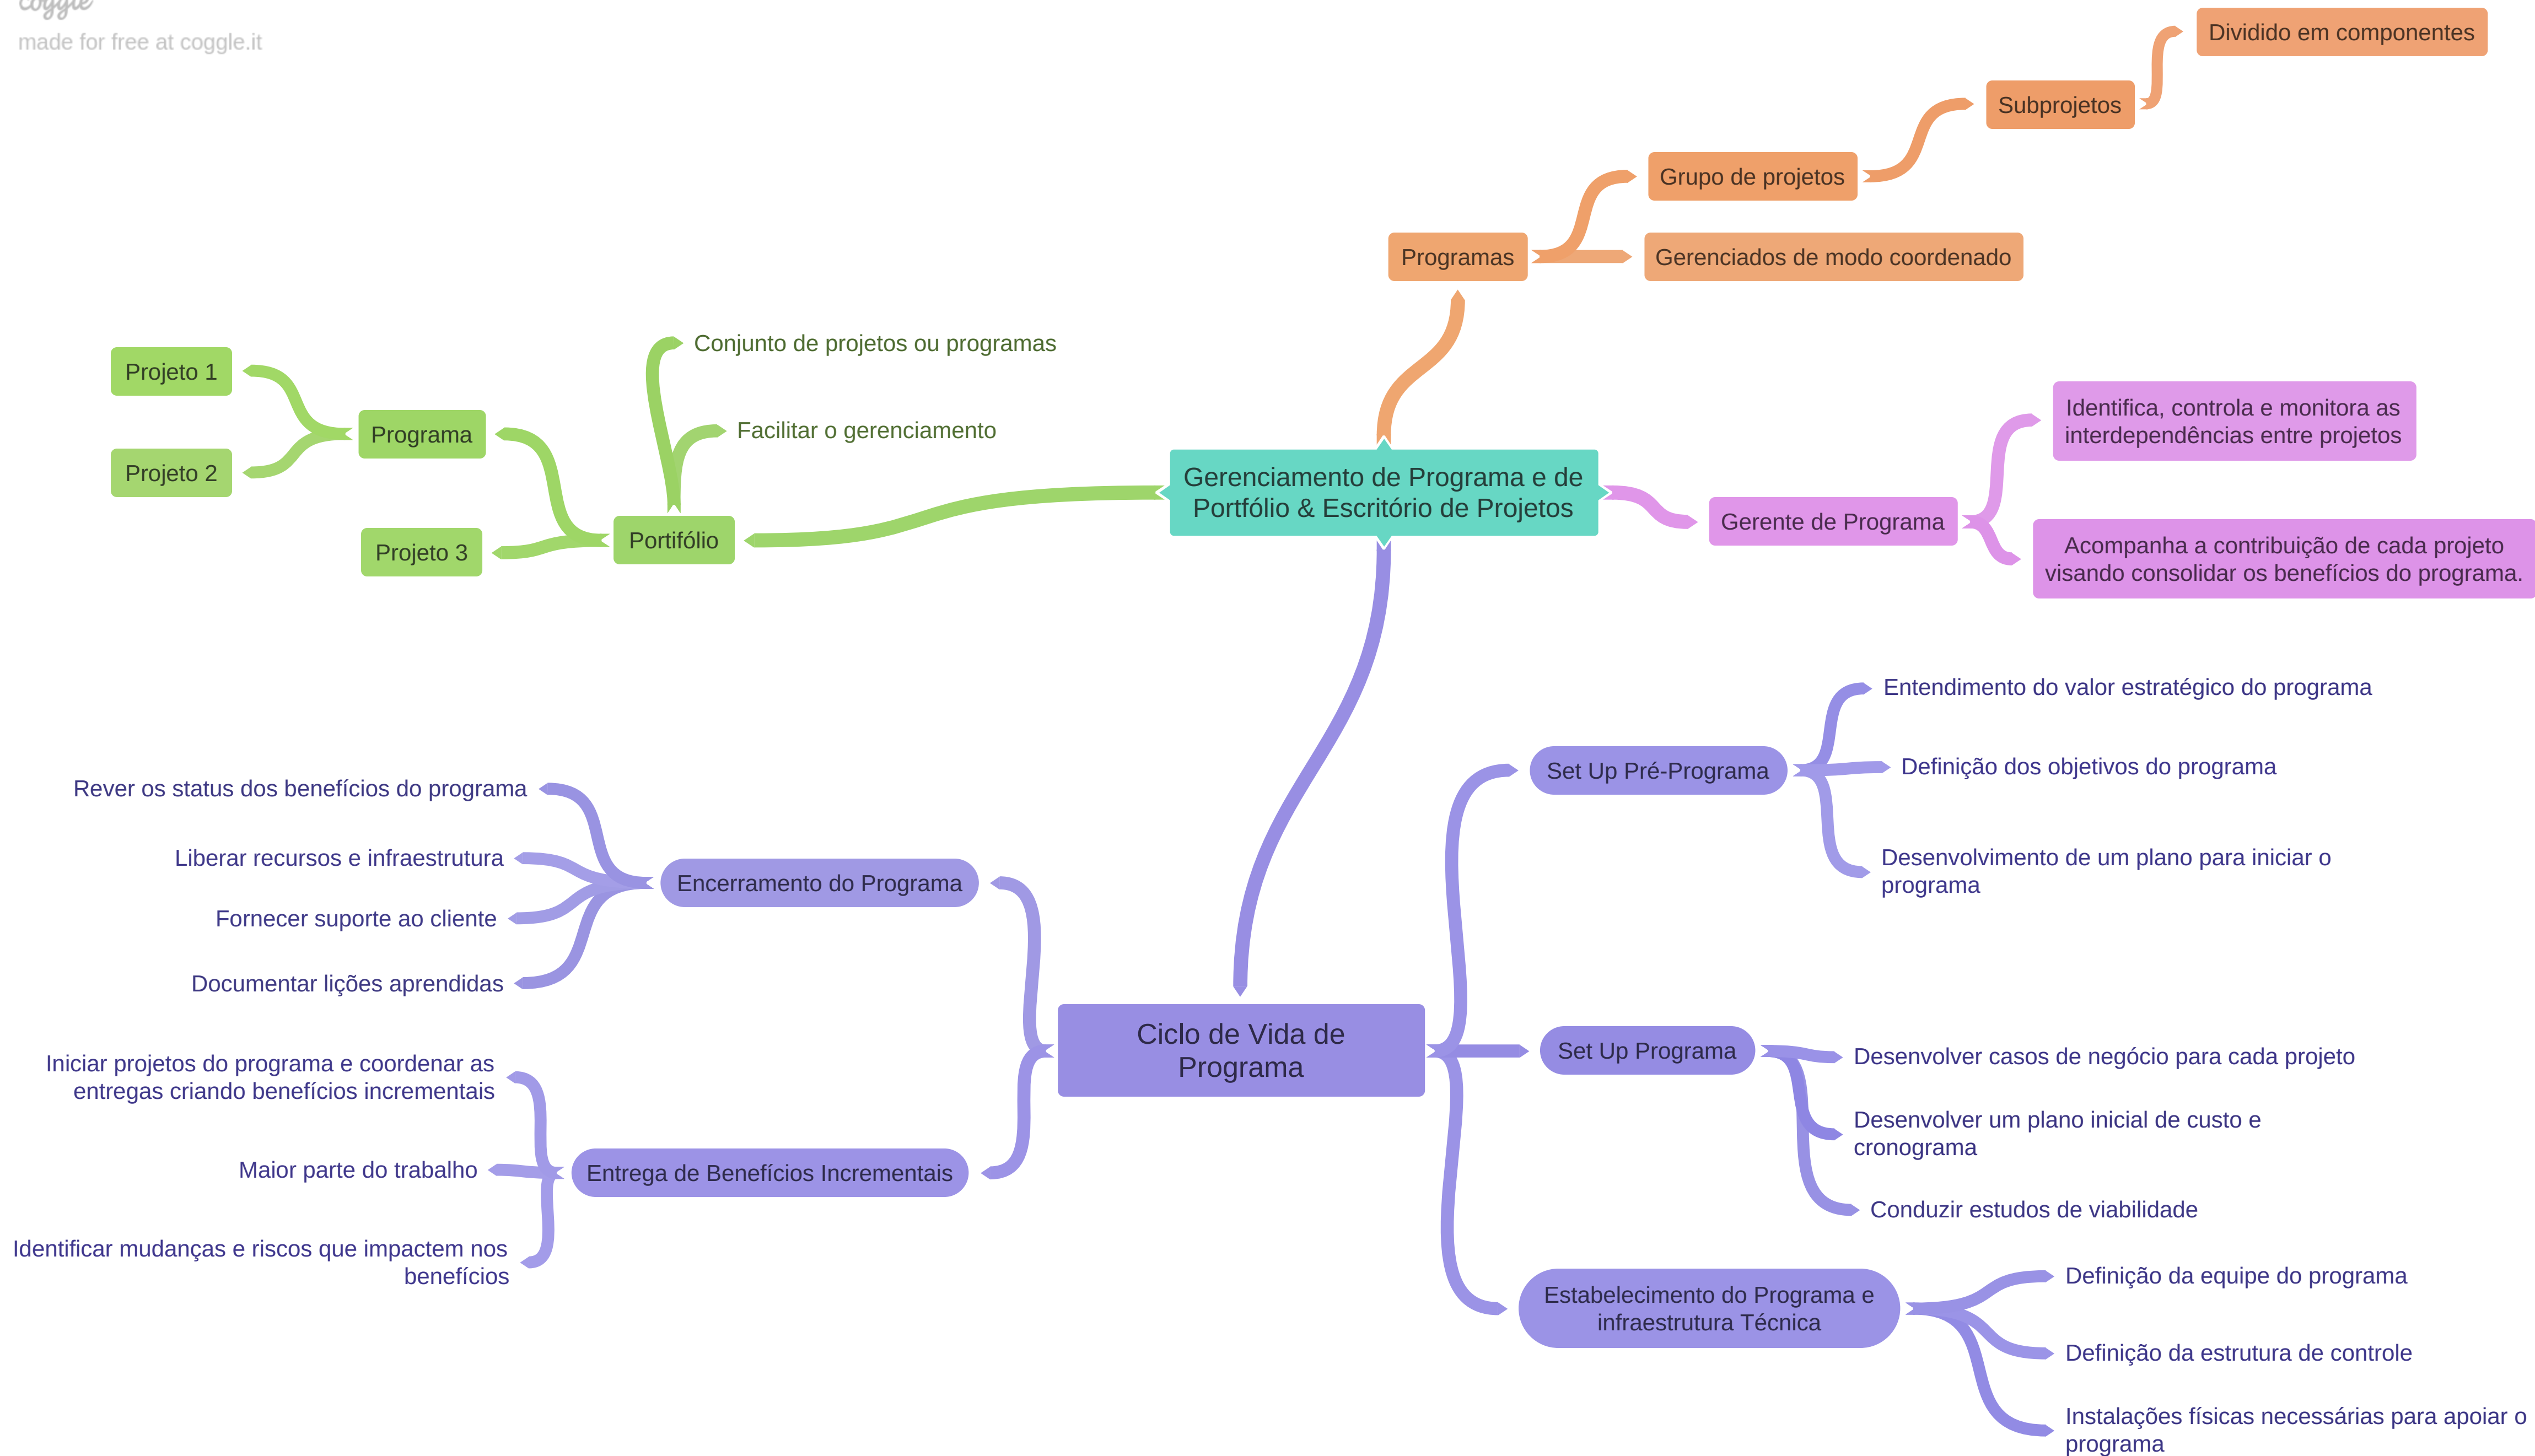 coggle
made for free at coggle.it
Dividido em componentes
Subprojetos
Grupo de projetos
Programas
Gerenciados de modo coordenado
Conjunto de projetos ou programas
Facilitar o gerenciamento
Projeto 1
Programa
Projeto 2
Projeto 3
Portifólio
Gerenciamento de Programa e de
Portfólio & Escritório de Projetos
Gerente de Programa
Identifica, controla e monitora as
interdependências entre projetos
Acompanha a contribuição de cada projeto
visando consolidar os benefícios do programa.
Ciclo de Vida de
Programa
Set Up Pré-Programa
Entendimento do valor estratégico do programa
Definição dos objetivos do programa
Desenvolvimento de um plano para iniciar o
programa
Set Up Programa
Desenvolver casos de negócio para cada projeto
Desenvolver um plano inicial de custo e
cronograma
Conduzir estudos de viabilidade
Estabelecimento do Programa e
infraestrutura Técnica
Definição da equipe do programa
Definição da estrutura de controle
Instalações físicas necessárias para apoiar o
programa
Encerramento do Programa
Rever os status dos benefícios do programa
Liberar recursos e infraestrutura
Fornecer suporte ao cliente
Documentar lições aprendidas
Entrega de Benefícios Incrementais
Iniciar projetos do programa e coordenar as
entregas criando benefícios incrementais
Maior parte do trabalho
Identificar mudanças e riscos que impactem nos
benefícios